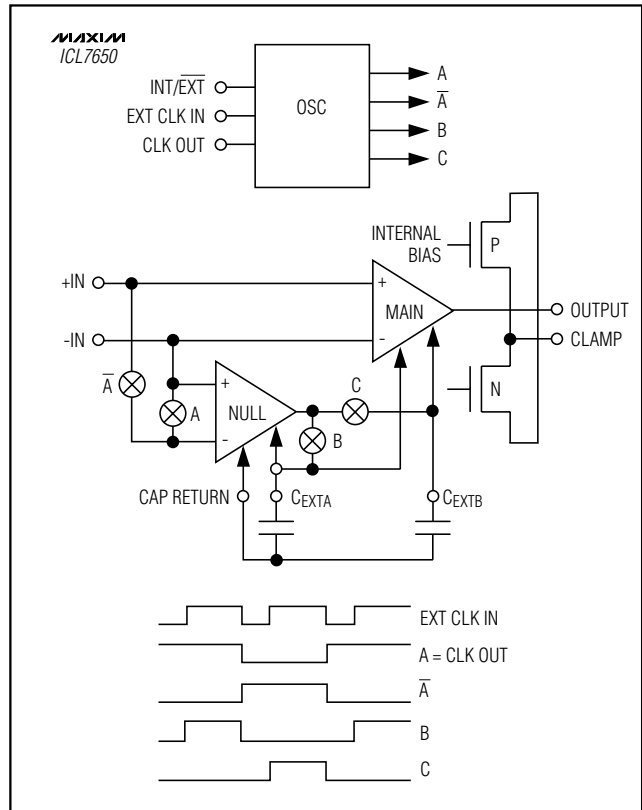 MAXIM
ICL7650
INT/E̅X̅T̅
EXT CLK IN
CLK OUT
OSC
A
A̅
B
C
INTERNAL
BIAS
P
+IN
+
MAIN
-
OUTPUT
-IN
CLAMP
A̅
A
+
NULL
-
C
B
N
CAP RETURN
CEXTA
CEXTB
EXT CLK IN
A = CLK OUT
A̅
B
C